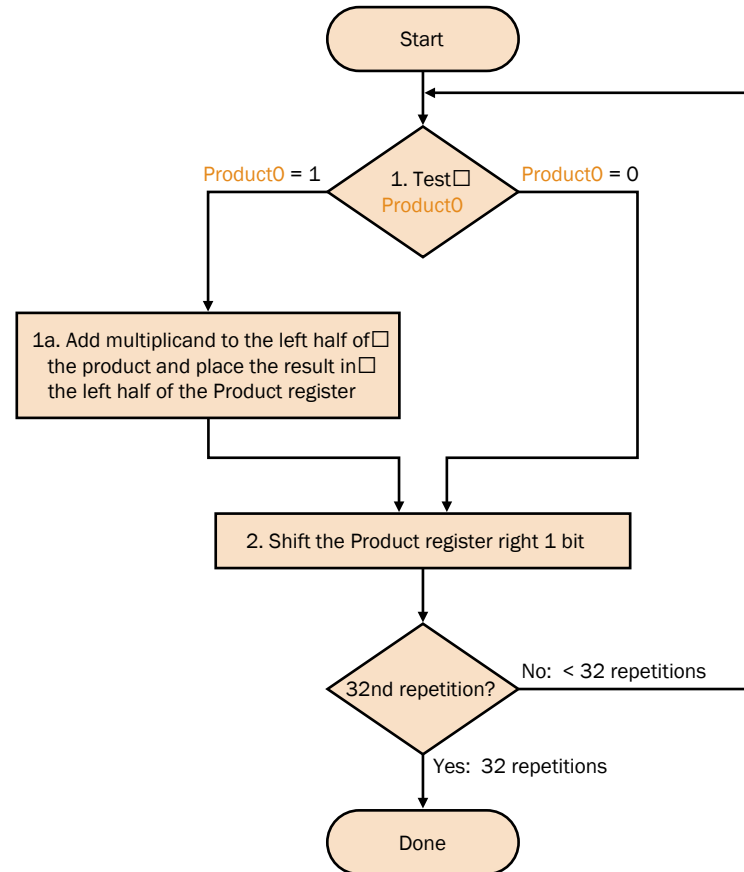 Start
Product0 = 1
1. Test□
Product0
Product0 = 0
1a. Add multiplicand to the left half of□
the product and place the result in□
the left half of the Product register
2. Shift the Product register right 1 bit
32nd repetition?
No: < 32 repetitions
Yes: 32 repetitions
Done